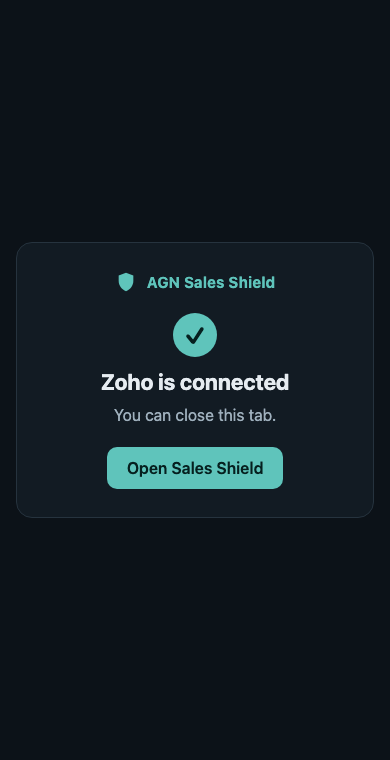 AGN Sales Shield
Zoho is connected
You can close this tab.
Open Sales Shield